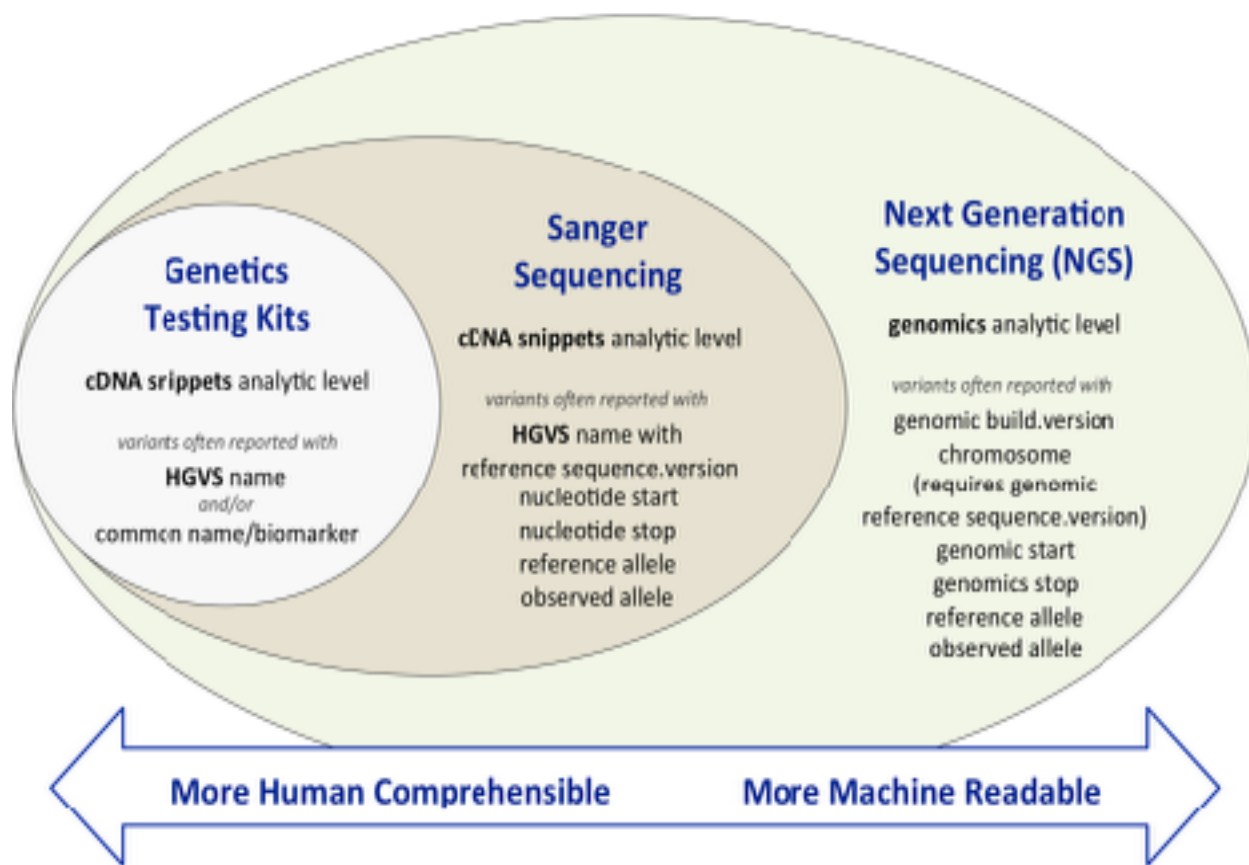 Genetics
Testing Kits
cDNA snippets analytic level
variants often reported with
HGVS name
and/or
common name/biomarker
Sanger
Sequencing
cDNA snippets analytic level
variants often reported with
HGVS name with
reference sequence.version
nucleotide start
nucleotide stop
reference allele
observed allele
Next Generation
Sequencing (NGS)
genomics analytic level
variants often reported with
genomic build.version
chromosome
(requires genomic
reference sequence.version)
genomic start
genomics stop
reference allele
observed allele
More Human Comprehensible
More Machine Readable